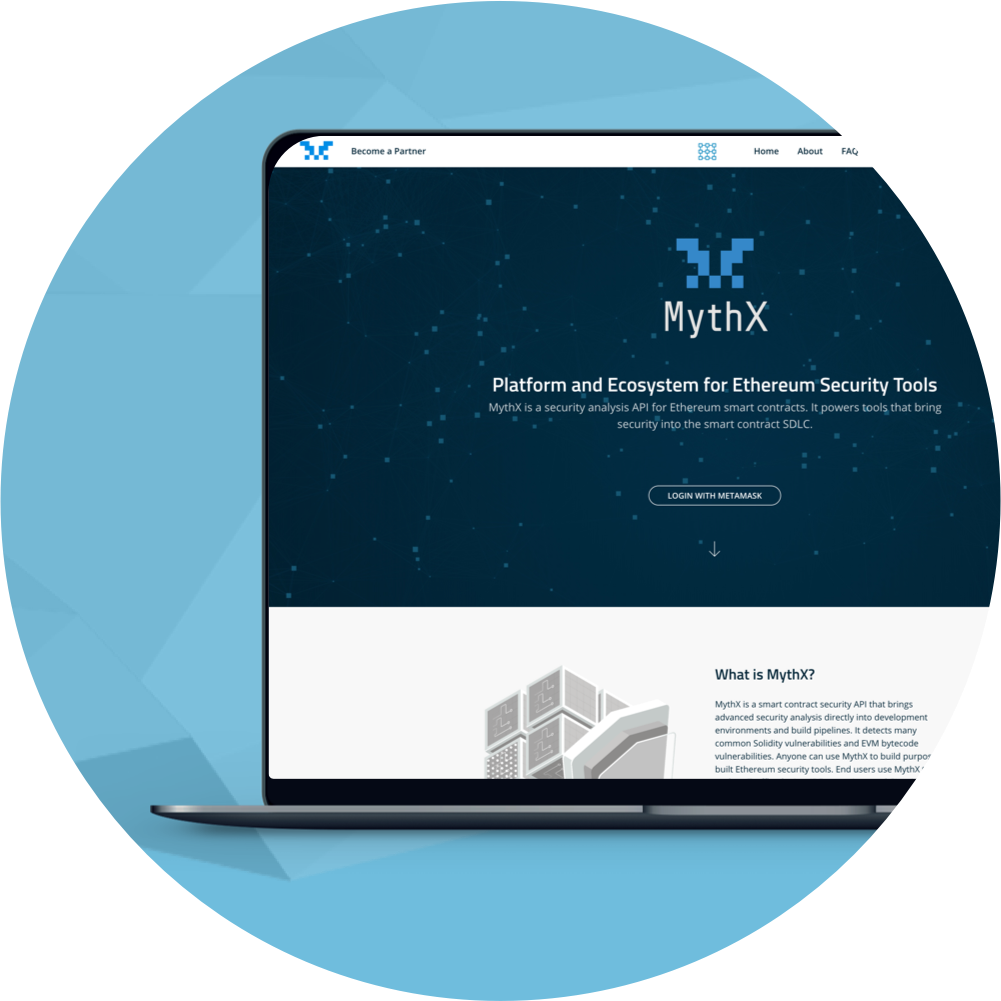 Become a Partner
Home About FAQ
MythX
Platform and Ecosystem for Ethereum Security Tools
MythX is a security analysis API for Ethereum smart contracts. It powers tools that bring
security into the smart contract SDLC.
LOGIN WITH METAMASK
What is MythX?
MythX is a smart contract security API that brings
advanced security analysis directly into development
environments and build pipelines. It detects many
common Solidity vulnerabilities and EVM bytecode
vulnerabilities. Anyone can use MythX to build purpos
built Ethereum security tools. End users use MythX